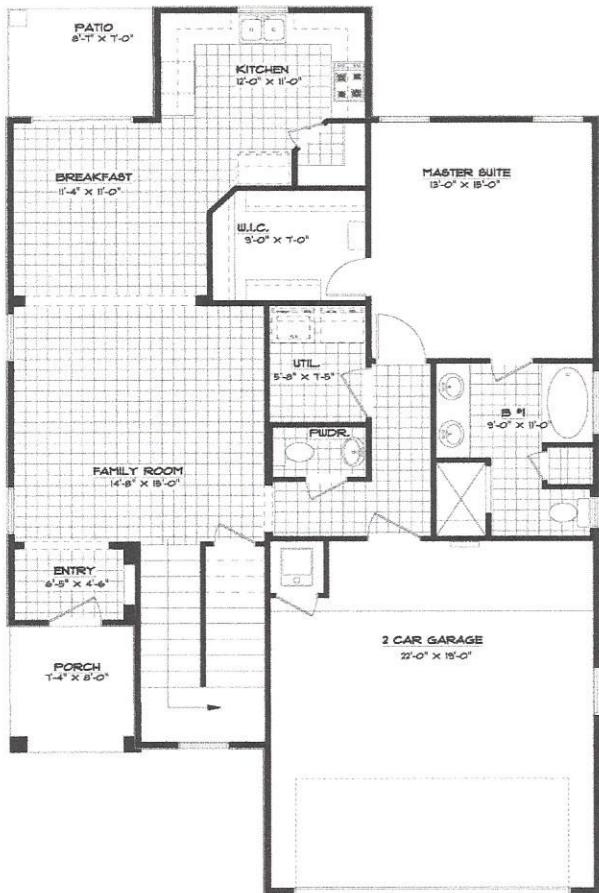 PATIO
8'-7" X 7'-0"
KITCHEN
12'-0" X 11'-0"
BREAKFAST
11'-4" X 11'-0"
MASTER SUITE
13'-0" X 15'-0"
W.I.C.
9'-0" X 7'-0"
UTIL.
5'-8" X 7'-5"
B #1
9'-0" X 11'-0"
PWDR.
FAMILY ROOM
14'-8" X 15'-0"
ENTRY
6'-5" X 4'-6"
2 CAR GARAGE
22'-0" X 19'-0"
PORCH
7'-4" X 8'-0"